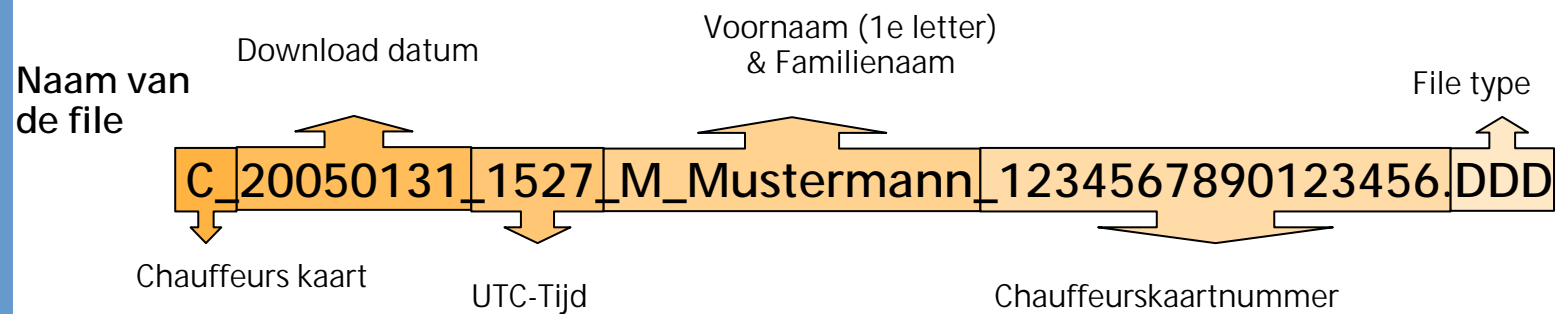 Naam van
de file
Download datum
Voornaam (1e letter)
& Familienaam
File type
C_20050131_1527_M_Mustermann_1234567890123456.DDD
Chauffeurs kaart
UTC-Tijd
Chauffeurskaartnummer